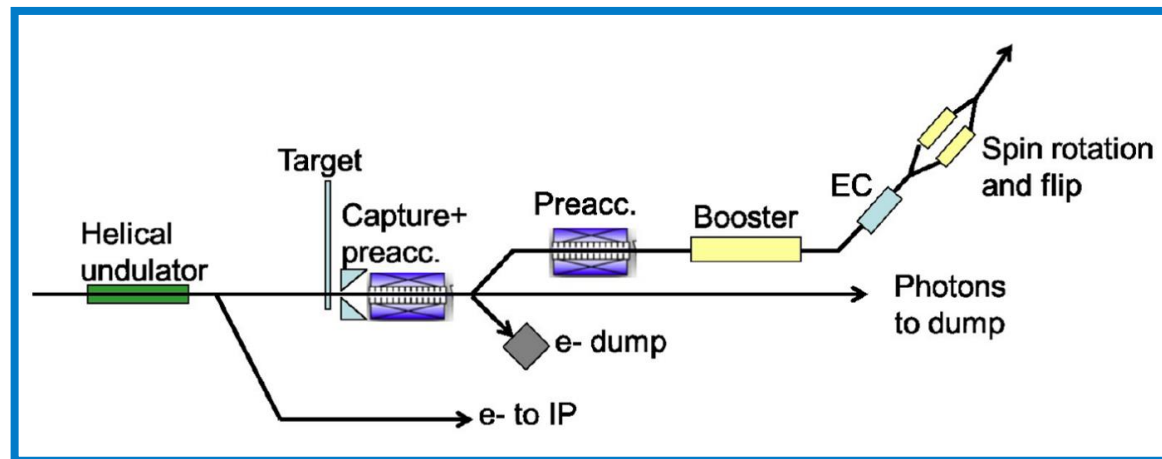 Target
Helical
undulator
Capture+
preacc.
Preacc.
Booster
EC
Spin rotation
and flip
Photons
to dump
e- dump
e- to IP